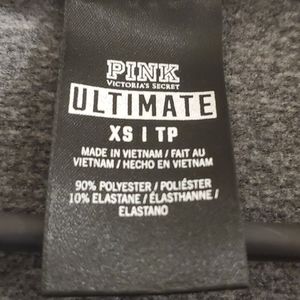 PINK
VICTORIA'S SECRET
ULTIMATE
XS | TP
MADE IN VIETNAM / FAIT AU
VIETNAM / HECHO EN VIETNAM
90% POLYESTER / POLIÉSTER
10% ELASTANE / ÉLASTHANNE /
ELASTANO